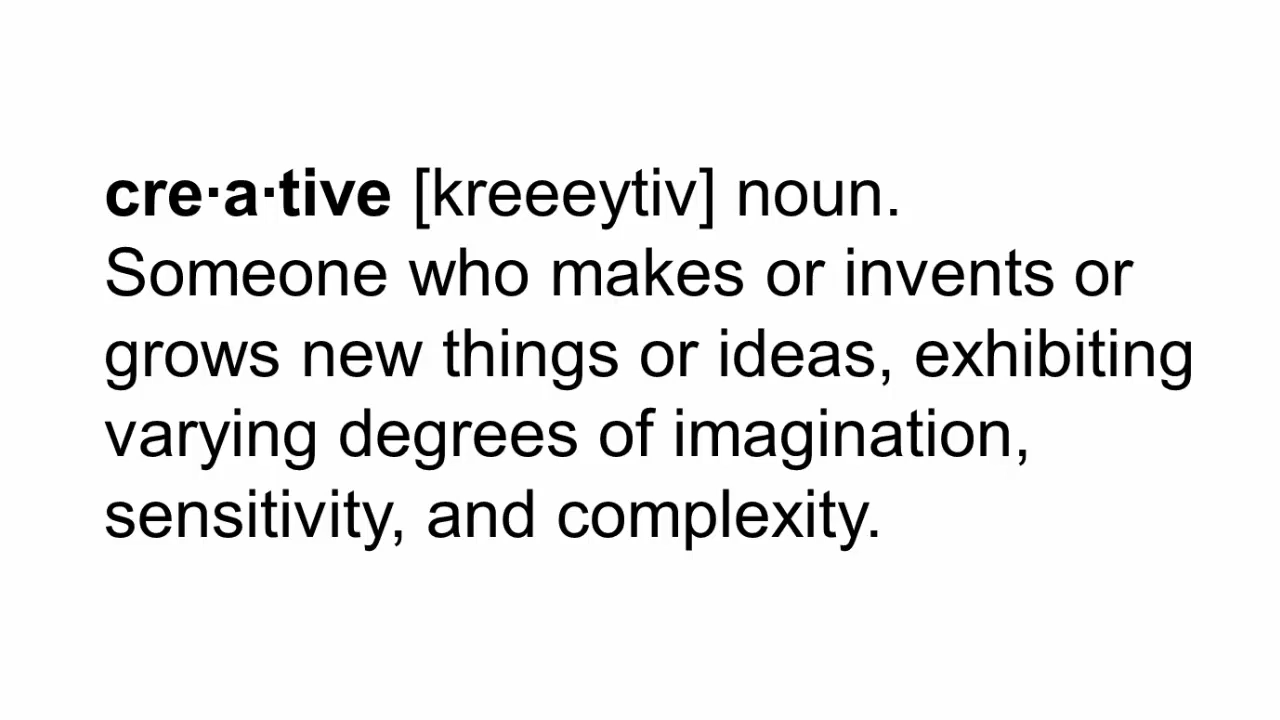 cre·a·tive [kreeeytiv] noun.
Someone who makes or invents or
grows new things or ideas, exhibiting
varying degrees of imagination,
sensitivity, and complexity.